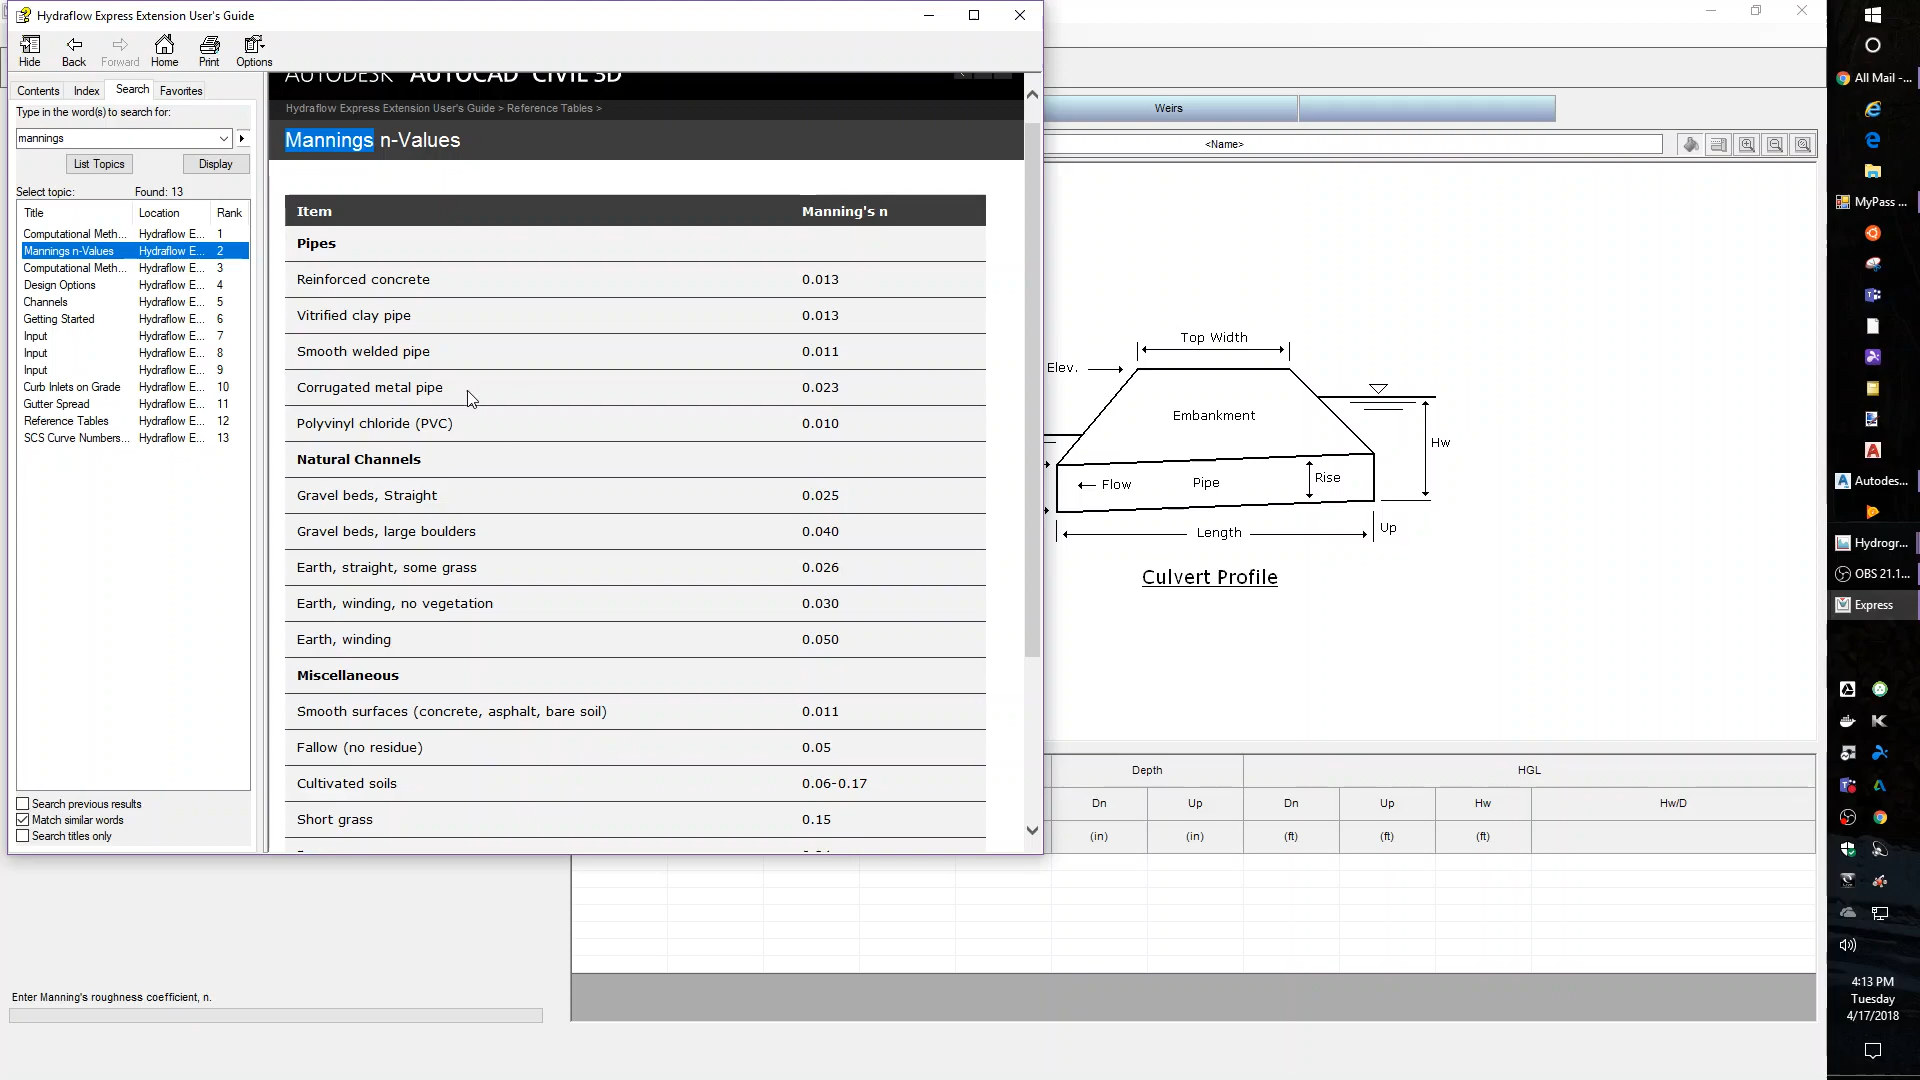 Hydraflow Express Extension User's Guide
Hide Back Forward Home Print Options
Contents Index Search Favorites
Type in the word(s) to search for:
mannings
List Topics Display
Select topic: Found: 13
Title Location Rank
Computational Meth... Hydraflow E... 1
Mannings n-Values Hydraflow E... 2
Computational Meth... Hydraflow E... 3
Design Options Hydraflow E... 4
Channels Hydraflow E... 5
Getting Started Hydraflow E... 6
Input Hydraflow E... 7
Input Hydraflow E... 8
Input Hydraflow E... 9
Curb Inlets on Grade Hydraflow E... 10
Gutter Spread Hydraflow E... 11
Reference Tables Hydraflow E... 12
SCS Curve Numbers... Hydraflow E... 13
Search previous results
Match similar words
Search titles only
AUTODESK AUTOCAD CIVIL 3D
Hydraflow Express Extension User's Guide > Reference Tables >
Mannings n-Values
Item Manning's n
Pipes
Reinforced concrete 0.013
Vitrified clay pipe 0.013
Smooth welded pipe 0.011
Corrugated metal pipe 0.023
Polyvinyl chloride (PVC) 0.010
Natural Channels
Gravel beds, Straight 0.025
Gravel beds, large boulders 0.040
Earth, straight, some grass 0.026
Earth, winding, no vegetation 0.030
Earth, winding 0.050
Miscellaneous
Smooth surfaces (concrete, asphalt, bare soil) 0.011
Fallow (no residue) 0.05
Cultivated soils 0.06-0.17
Short grass 0.15
Weirs
<Name>
Top Width
Elev.
Embankment
Hw
Flow Pipe Rise
Length
Up
Culvert Profile
Depth HGL
Dn Up Dn Up Hw Hw/D
(in) (in) (ft) (ft) (ft)
Enter Manning's roughness coefficient, n.
All Mail -...
MyPass ...
Autodes...
Hydrogr...
OBS 21.1...
Express
4:13 PM
Tuesday
4/17/2018